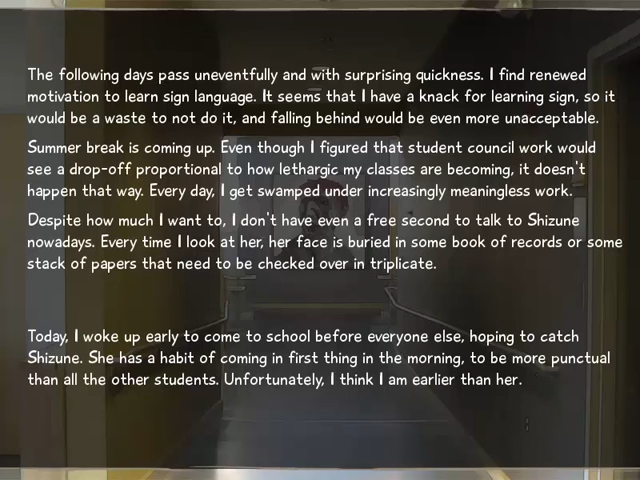 The following days pass uneventfully and with surprising quickness. I find renewed
motivation to learn sign language. It seems that I have a knack for learning sign, so it
would be a waste to not do it, and falling behind would be even more unacceptable.
Summer break is coming up. Even though I figured that student council work would
see a drop-off proportional to how lethargic my classes are becoming, it doesn't
happen that way. Every day, I get swamped under increasingly meaningless work.
Despite how much I want to, I don't have even a free second to talk to Shizune
nowadays. Every time I look at her, her face is buried in some book of records or some
stack of papers that need to be checked over in triplicate.
Today, I woke up early to come to school before everyone else, hoping to catch
Shizune. She has a habit of coming in first thing in the morning, to be more punctual
than all the other students. Unfortunately, I think I am earlier than her.